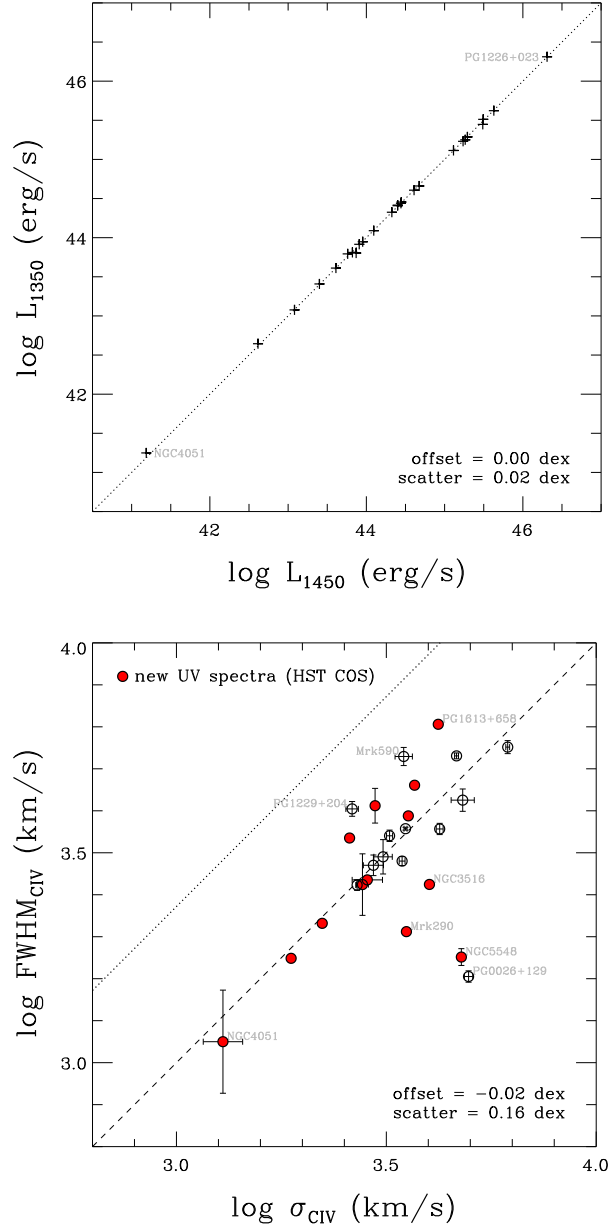 PG1226+023
46
44
42
log L1350 (erg/s)
NGC4051
offset = 0.00 dex
scatter = 0.02 dex
42 44 46
log L1450 (erg/s)
4.0
new UV spectra (HST COS)
PG1613+658
Mrk590
PG1229+204
3.5
log FWHMCIV (km/s)
NGC3516
Mrk290
NGC5548
PG0026+129
NGC4051
3.0
offset = −0.02 dex
scatter = 0.16 dex
3.0 3.5 4.0
log σCIV (km/s)